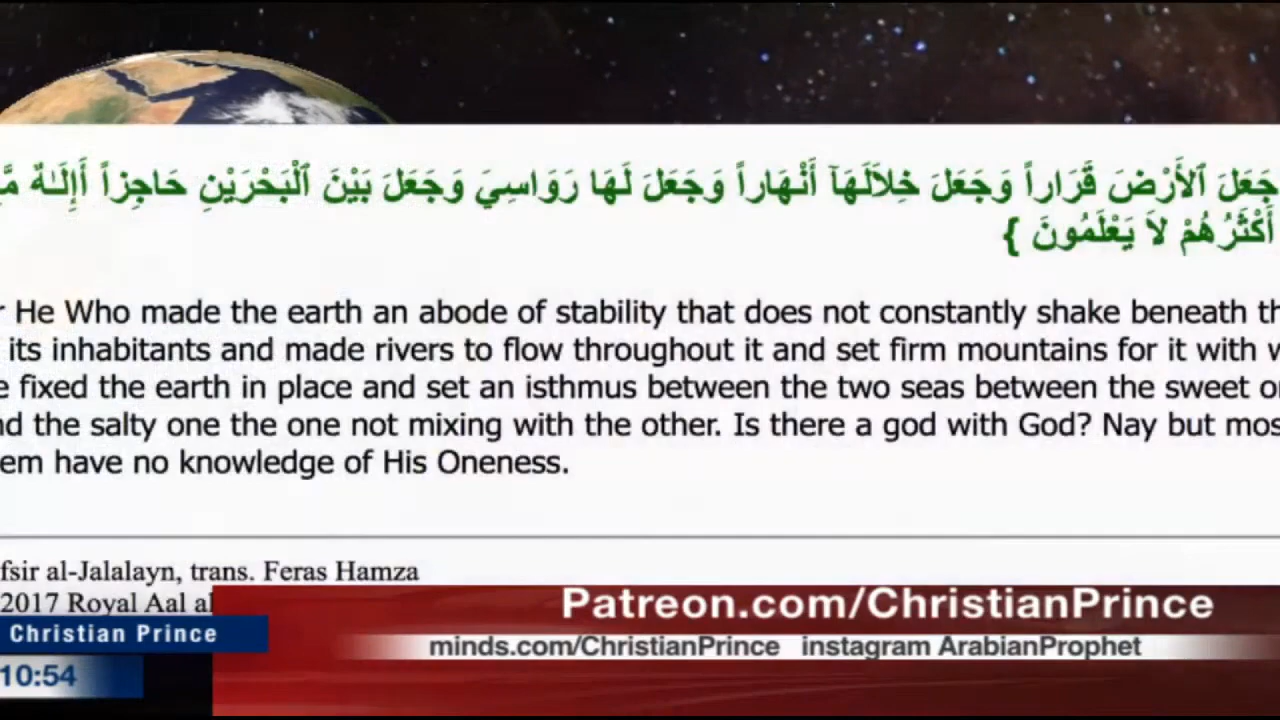 جَعَلَ ٱلأَرْضَ قَرَاراً وَجَعَلَ خِلاَلَهَآ أَنْهَاراً وَجَعَلَ لَهَا رَوَاسِيَ وَجَعَلَ بَيْنَ ٱلْبَحْرَيْنِ حَاجِزاً أَإِلَـٰهٌ
أَكْثَرُهُمْ لاَ يَعْلَمُونَ }
He Who made the earth an abode of stability that does not constantly shake beneath
its inhabitants and made rivers to flow throughout it and set firm mountains for it with
fixed the earth in place and set an isthmus between the two seas between the sweet
the salty one the one not mixing with the other. Is there a god with God? Nay but
have no knowledge of His Oneness.
fsir al-Jalalayn, trans. Feras Hamza
2017 Royal Aal al
Patreon.com/ChristianPrince
Christian Prince
minds.com/ChristianPrince instagram ArabianProphet
10:54